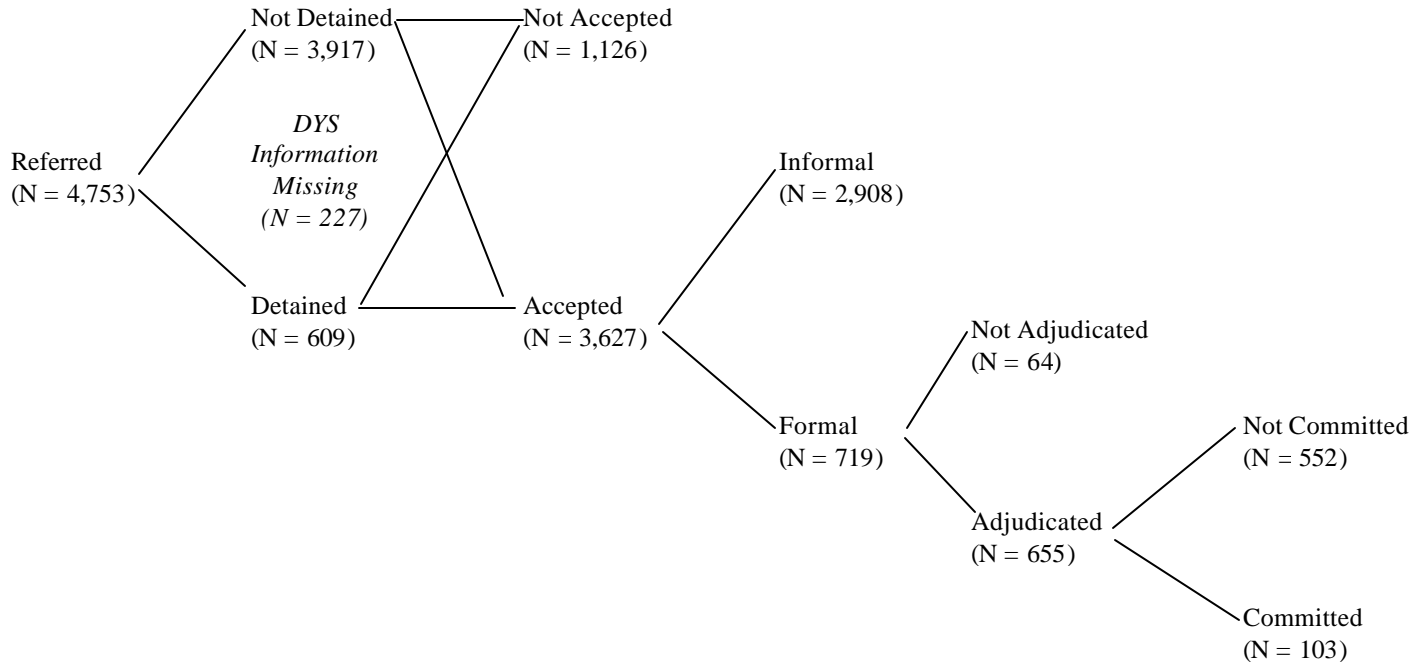 Not Detained
(N = 3,917)
Not Accepted
(N = 1,126)
DYS
Information
Missing
(N = 227)
Referred
(N = 4,753)
Informal
(N = 2,908)
Detained
(N = 609)
Accepted
(N = 3,627)
Not Adjudicated
(N = 64)
Formal
(N = 719)
Not Committed
(N = 552)
Adjudicated
(N = 655)
Committed
(N = 103)